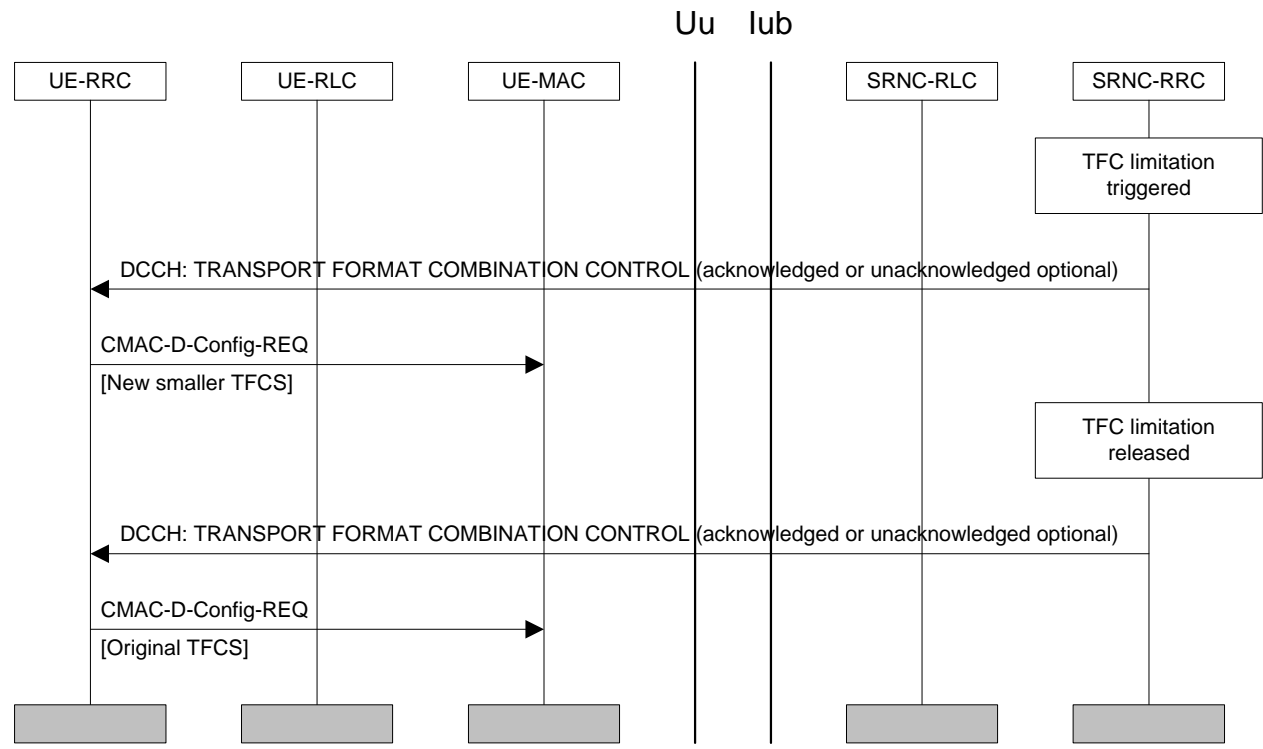 Uu Iub
UE-RRC UE-RLC UE-MAC SRNC-RLC SRNC-RRC
TFC limitation
triggered
DCCH: TRANSPORT FORMAT COMBINATION CONTROL (acknowledged or unacknowledged optional)
CMAC-D-Config-REQ
[New smaller TFCS]
TFC limitation
released
DCCH: TRANSPORT FORMAT COMBINATION CONTROL (acknowledged or unacknowledged optional)
CMAC-D-Config-REQ
[Original TFCS]